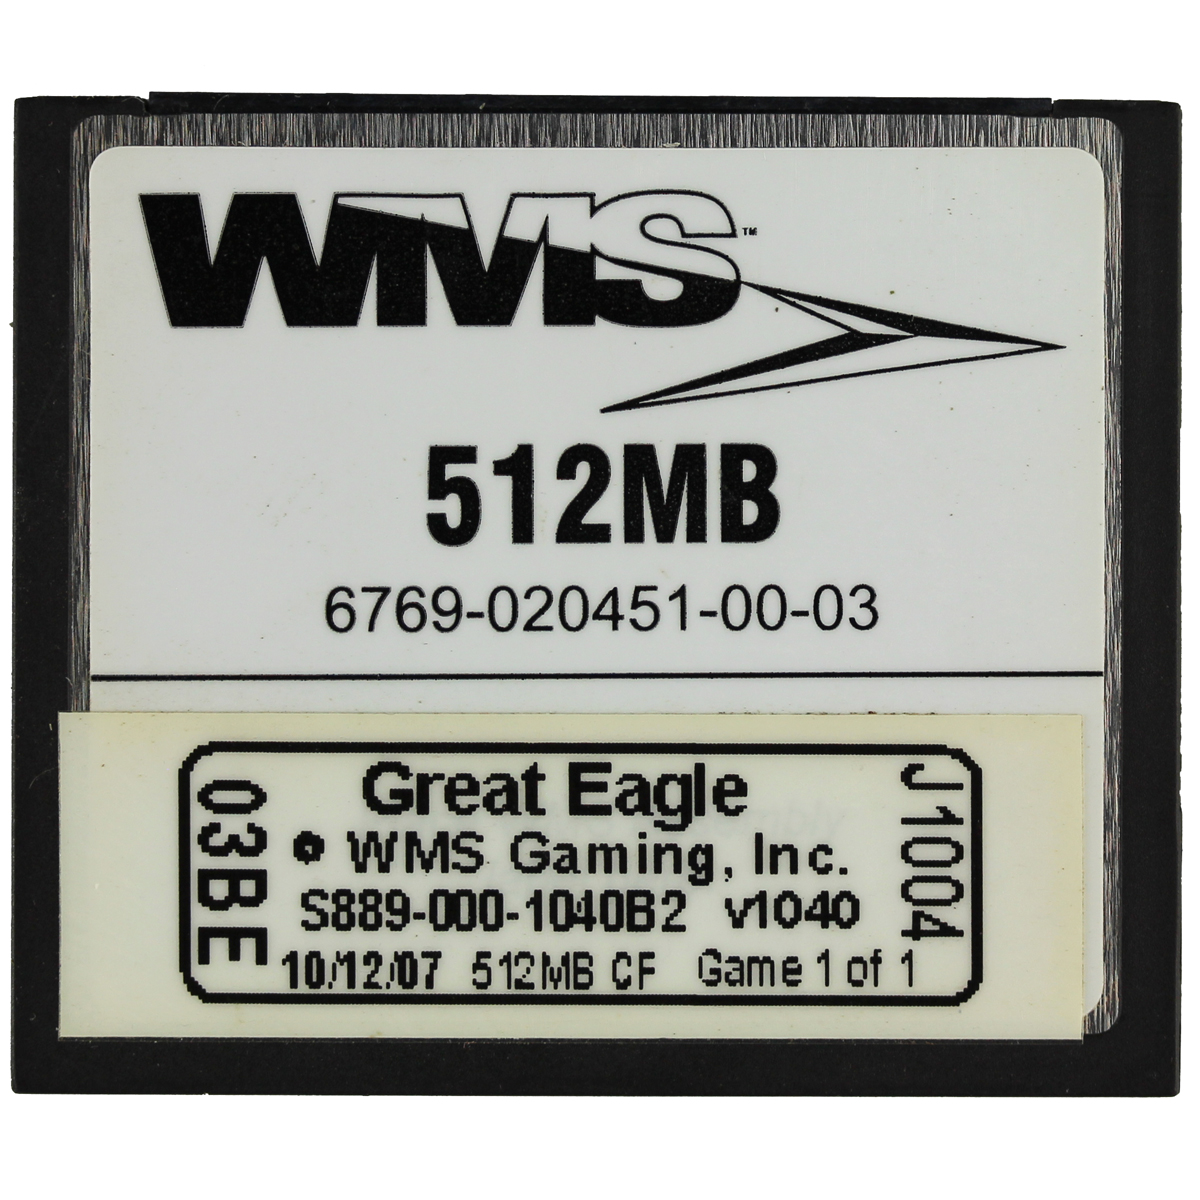 WMS™
512MB
6769-020451-00-03
Great Eagle
WMS Gaming, Inc.
S889-000-1040B2 v1040
10/12/07 512MB CF Game 1 of 1
03BE
J1004